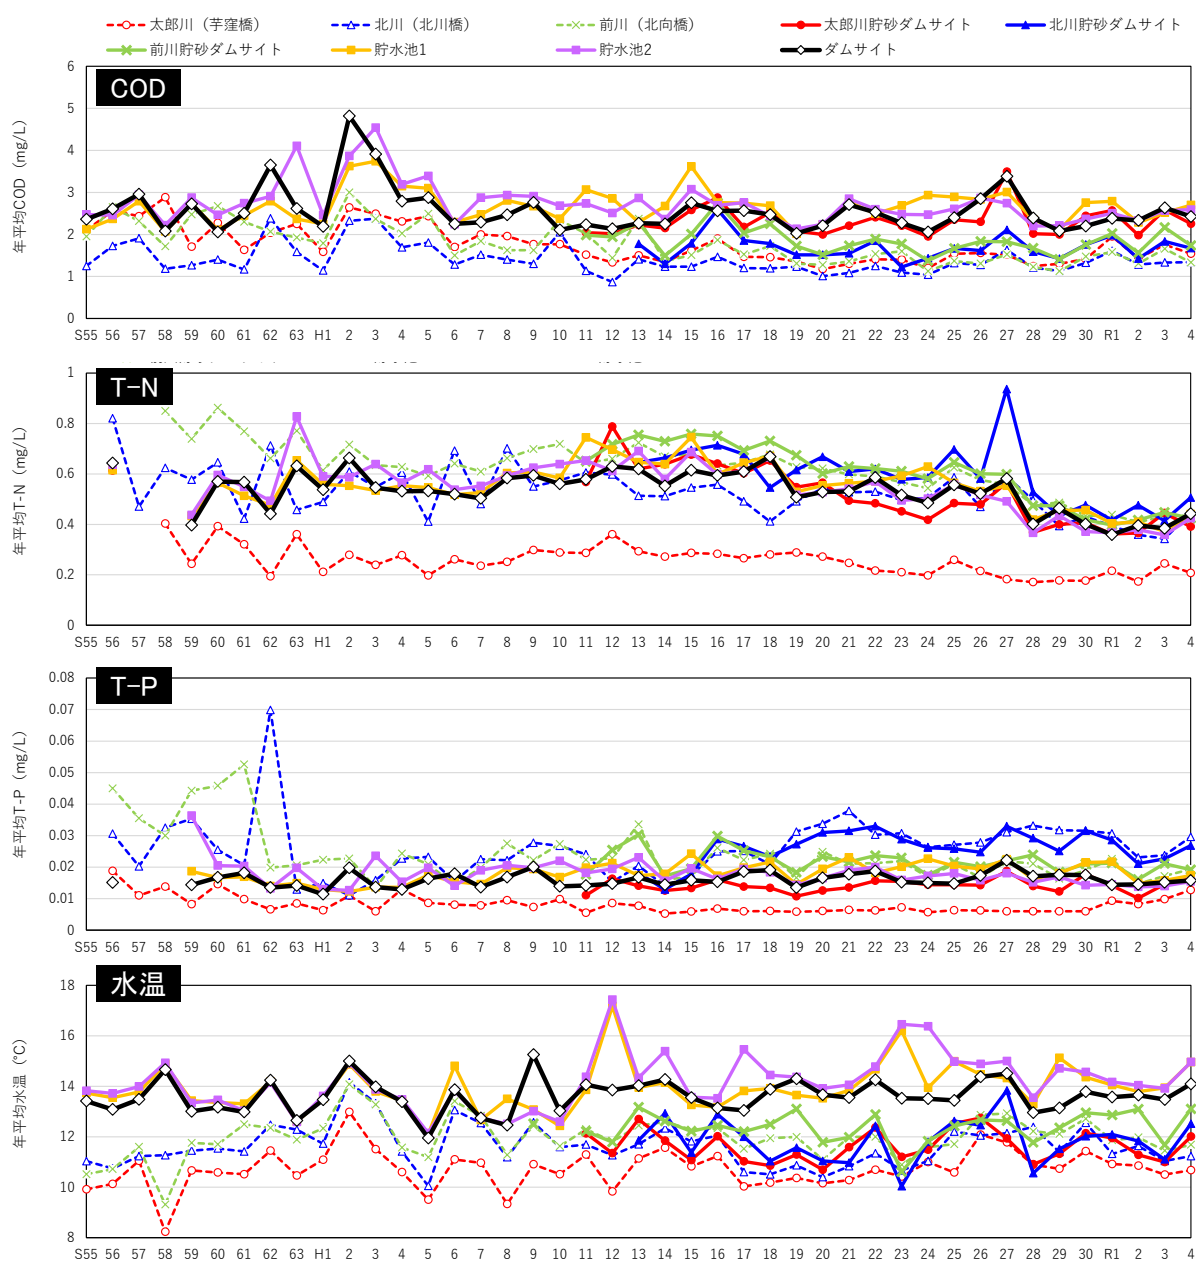 太郎川（芋窪橋） 北川（北川橋） 前川（北向橋） 太郎川貯砂ダムサイト 北川貯砂ダムサイト
前川貯砂ダムサイト 貯水池1 貯水池2 ダムサイト
COD
年平均COD (mg/L)
6
5
4
3
2
1
0
S55 56 57 58 59 60 61 62 63 H1 2 3 4 5 6 7 8 9 10 11 12 13 14 15 16 17 18 19 20 21 22 23 24 25 26 27 28 29 30 R1 2 3 4
T-N
年平均T-N (mg/L)
1
0.8
0.6
0.4
0.2
0
S55 56 57 58 59 60 61 62 63 H1 2 3 4 5 6 7 8 9 10 11 12 13 14 15 16 17 18 19 20 21 22 23 24 25 26 27 28 29 30 R1 2 3 4
T-P
年平均T-P (mg/L)
0.08
0.07
0.06
0.05
0.04
0.03
0.02
0.01
0
S55 56 57 58 59 60 61 62 63 H1 2 3 4 5 6 7 8 9 10 11 12 13 14 15 16 17 18 19 20 21 22 23 24 25 26 27 28 29 30 R1 2 3 4
水温
年平均水温 (℃)
18
16
14
12
10
8
S55 56 57 58 59 60 61 62 63 H1 2 3 4 5 6 7 8 9 10 11 12 13 14 15 16 17 18 19 20 21 22 23 24 25 26 27 28 29 30 R1 2 3 4